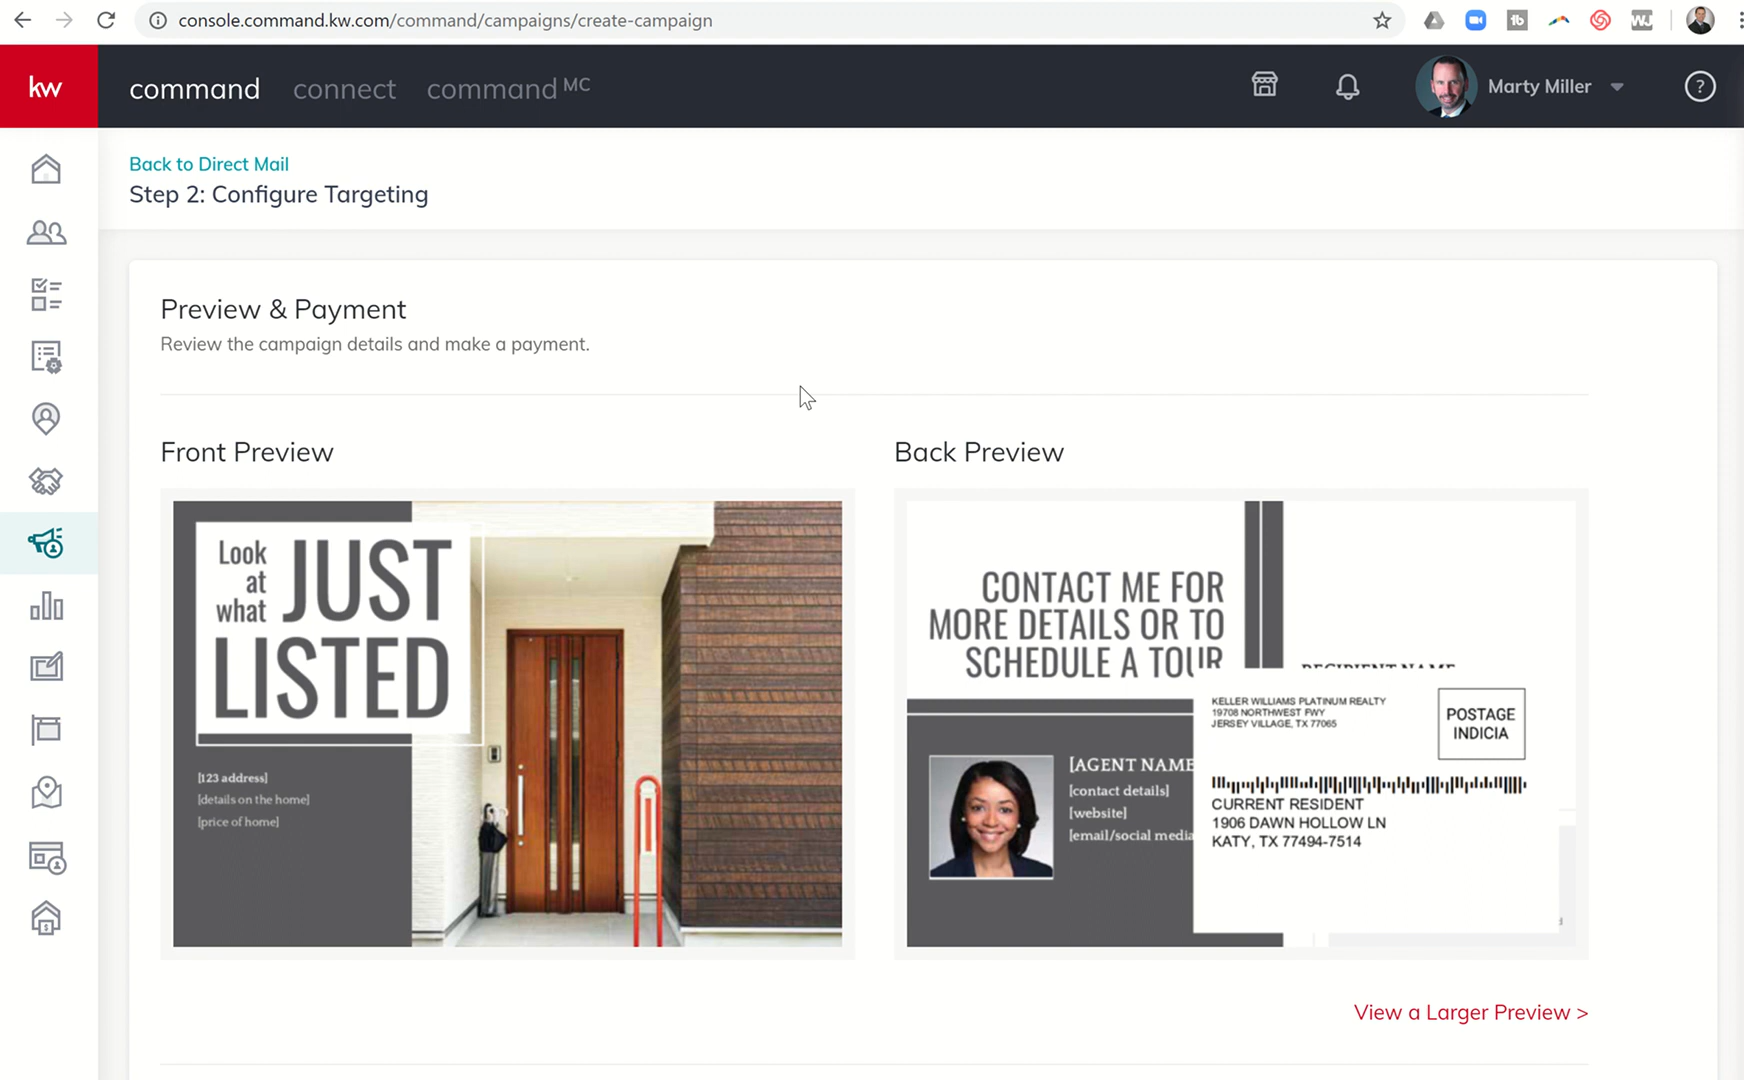 console.command.kw.com/command/campaigns/create-campaign
kw
command
connect
command MC
Marty Miller
?
Back to Direct Mail
Step 2: Configure Targeting
Preview & Payment
Review the campaign details and make a payment.
Front Preview
Look
at
what
JUST
LISTED
[123 address]
[details on the home]
[price of home]
Back Preview
CONTACT ME FOR
MORE DETAILS OR TO
SCHEDULE A TOUR
RECIPIENT NAME
KELLER WILLIAMS PLATINUM REALTY
19708 NORTHWEST FWY
JERSEY VILLAGE, TX 77065
POSTAGE
INDICIA
[AGENT NAME
[contact details]
[website]
[email/social media
CURRENT RESIDENT
1906 DAWN HOLLOW LN
KATY, TX 77494-7514
View a Larger Preview >